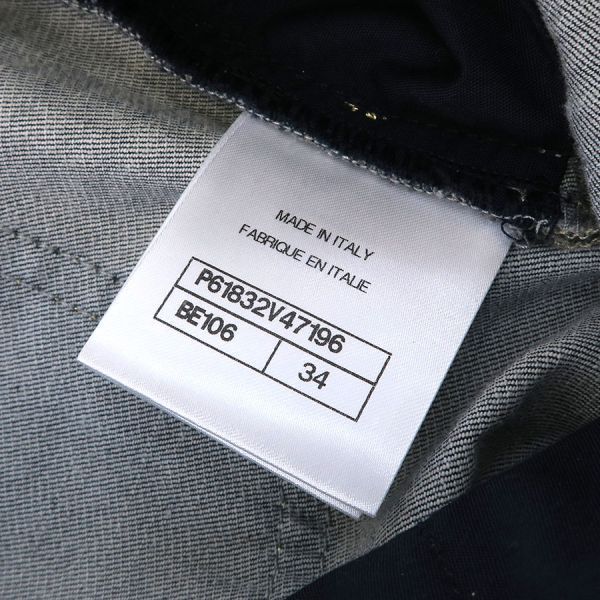 MADE IN ITALY
FABRIQUE EN ITALIE
P61832V47196
BE106 34